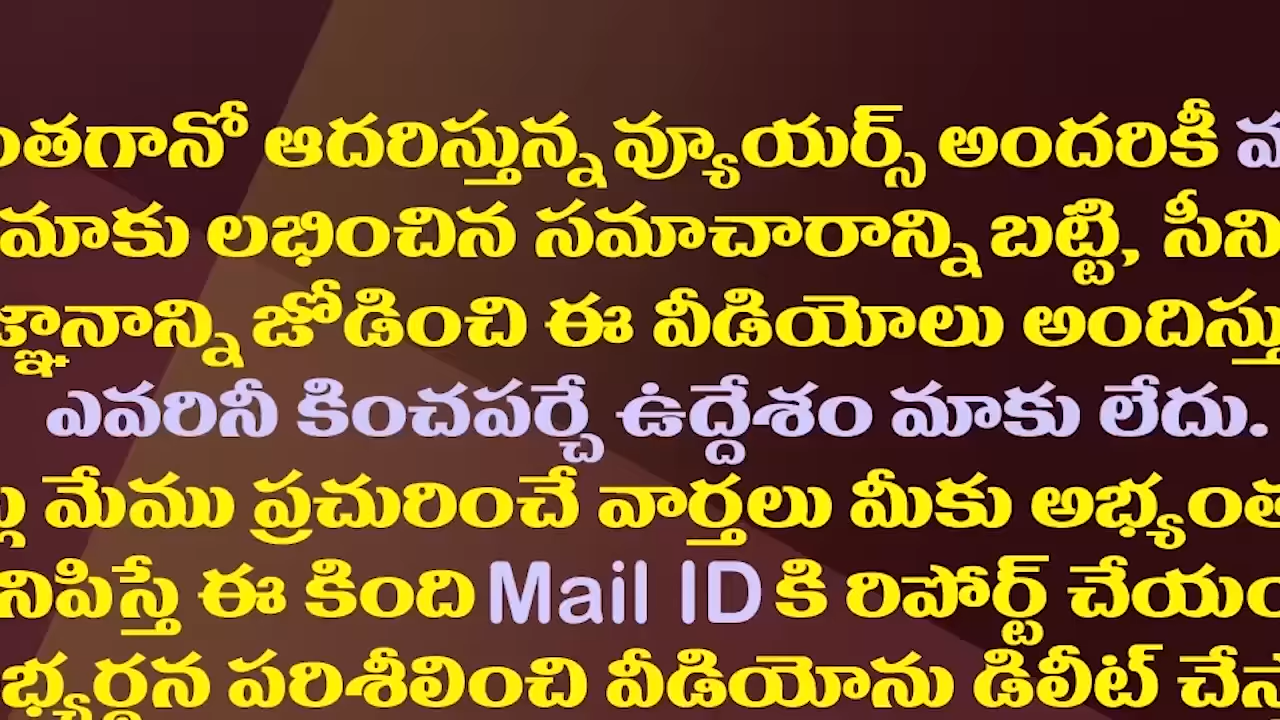 ంతగానో ఆదరిస్తున్న వ్యూయర్స్ అందరికీ
మాకు లభించిన సమాచారాన్ని బట్టి, సీని
జ్ఞానాన్ని జోడించి ఈ వీడియోలు అందిస్తు
ఎవరినీ కించపర్చే ఉద్దేశం మాకు లేదు.
మేము ప్రచురించే వార్తలు మీకు అభ్యంత
నిపిస్తే ఈ కింది Mail ID కి రిపోర్ట్ చేయం
భ్యర్థన పరిశీలించి వీడియోను డిలీట్ చేస